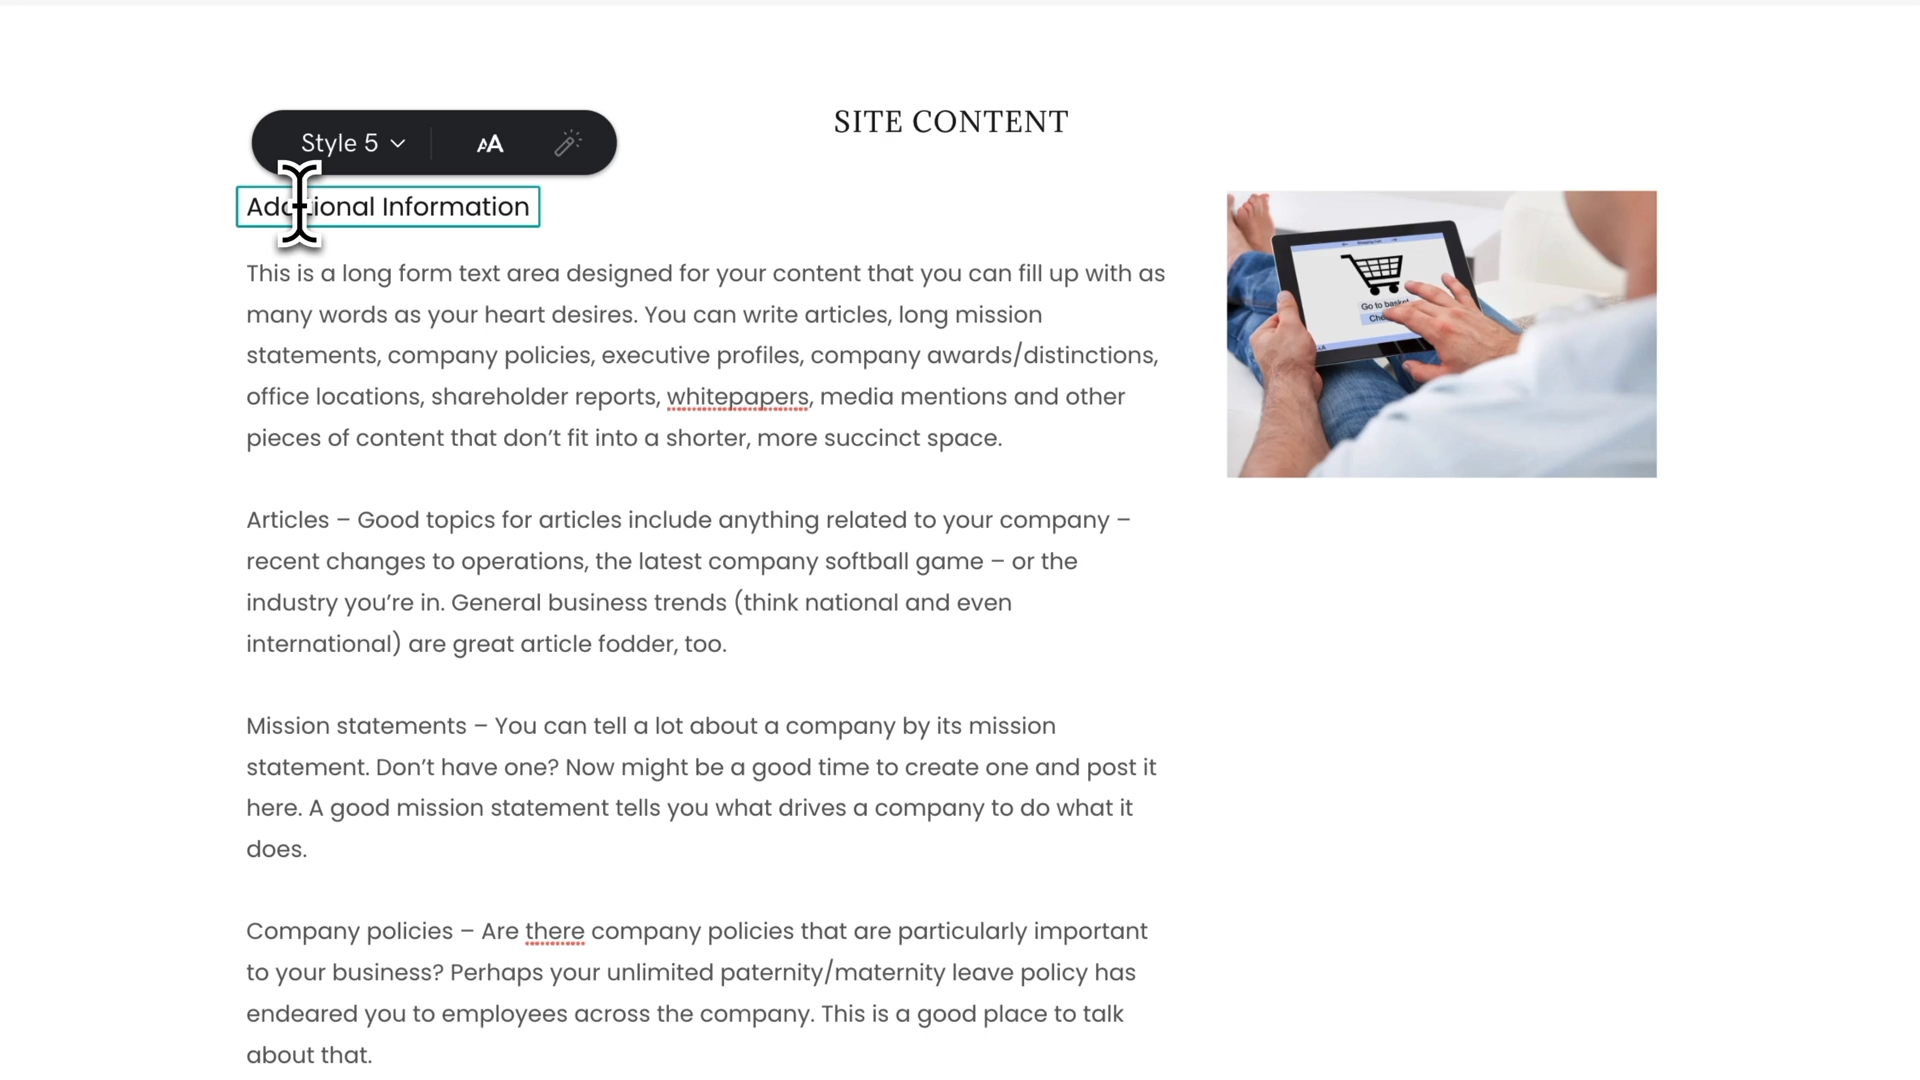 SITE CONTENT
Style 5
AA
Additional Information
This is a long form text area designed for your content that you can fill up with as
many words as your heart desires. You can write articles, long mission
statements, company policies, executive profiles, company awards/distinctions,
office locations, shareholder reports, whitepapers, media mentions and other
pieces of content that don’t fit into a shorter, more succinct space.
Go to basket
Articles – Good topics for articles include anything related to your company –
recent changes to operations, the latest company softball game – or the
industry you’re in. General business trends (think national and even
international) are great article fodder, too.
Mission statements – You can tell a lot about a company by its mission
statement. Don’t have one? Now might be a good time to create one and post it
here. A good mission statement tells you what drives a company to do what it
does.
Company policies – Are there company policies that are particularly important
to your business? Perhaps your unlimited paternity/maternity leave policy has
endeared you to employees across the company. This is a good place to talk
about that.